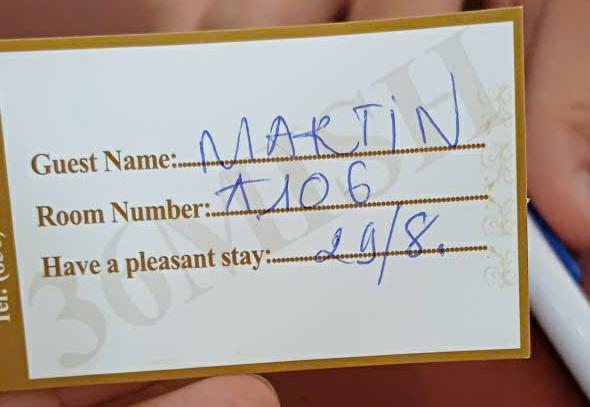 Guest Name: MARTIN
Room Number: A106
Have a pleasant stay: 29/8.